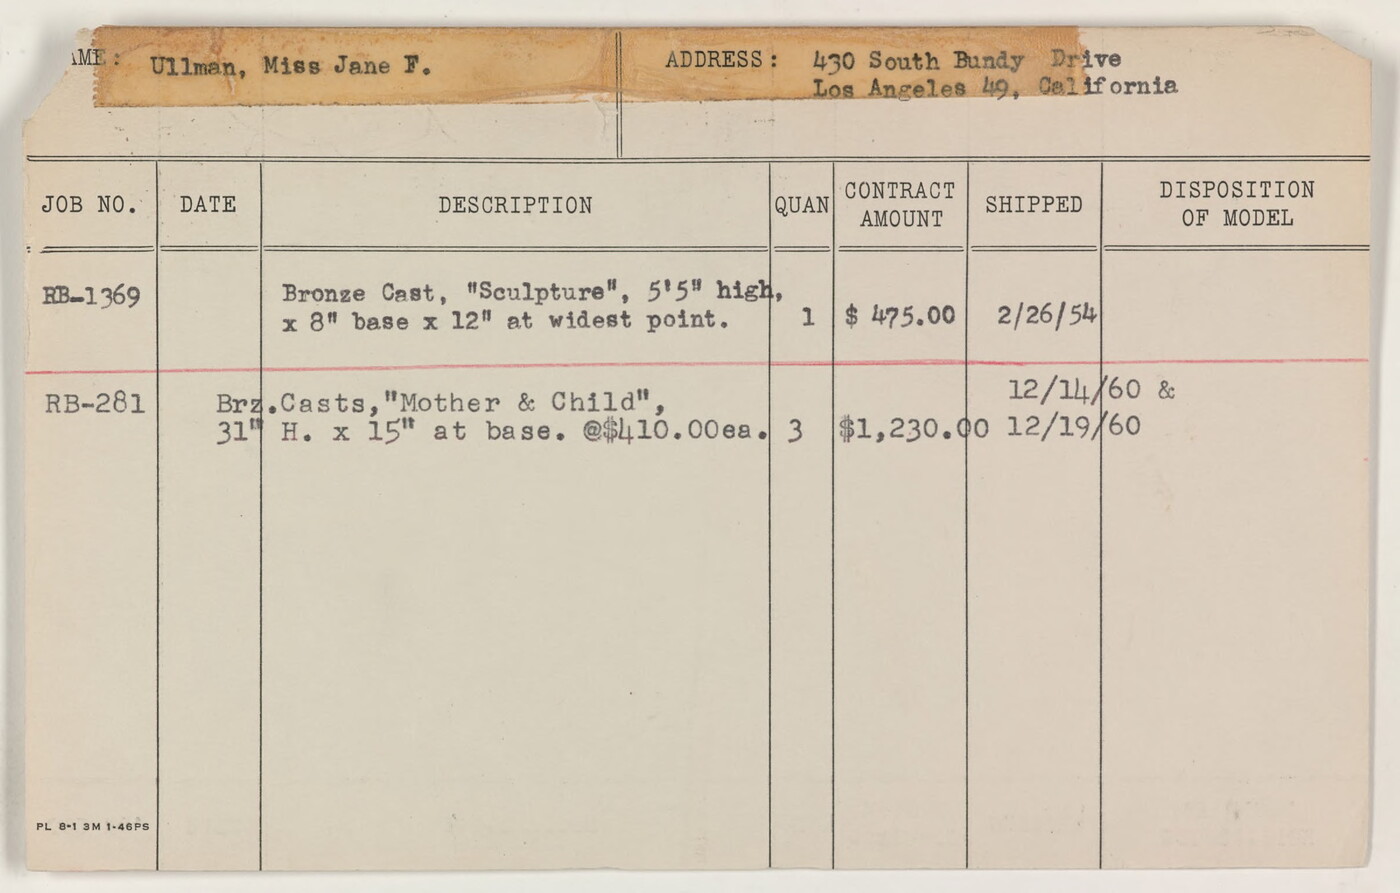 AME: Ullman, Miss Jane F. ADDRESS: 430 South Bundy Drive
Los Angeles 49, California
JOB NO. DATE DESCRIPTION QUAN CONTRACT AMOUNT SHIPPED DISPOSITION OF MODEL
RB-1369 Bronze Cast, "Sculpture", 5'5" high,
x 8" base x 12" at widest point. 1 $ 475.00 2/26/54
RB-281 Brz.Casts,"Mother & Child", 12/14/60 &
31" H. x 15" at base. @$410.00ea. 3 $1,230.00 12/19/60
PL 8-1 3M 1-46PS